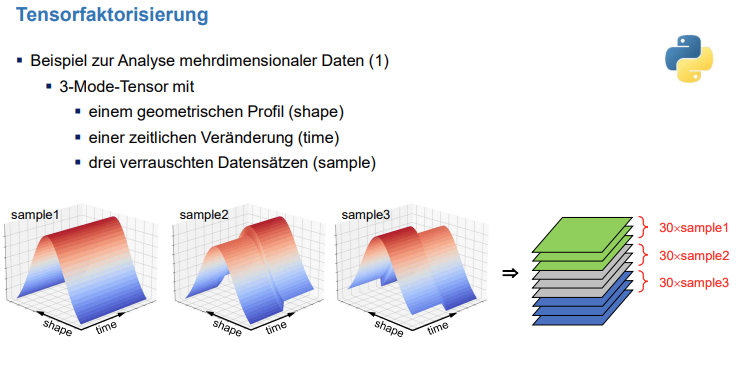 Tensorfaktorisierung
▪ Beispiel zur Analyse mehrdimensionaler Daten (1)
▪ 3-Mode-Tensor mit
▪ einem geometrischen Profil (shape)
▪ einer zeitlichen Veränderung (time)
▪ drei verrauschten Datensätzen (sample)
sample1
sample2
sample3
shape
time
shape
time
shape
time
⇒
30×sample1
30×sample2
30×sample3